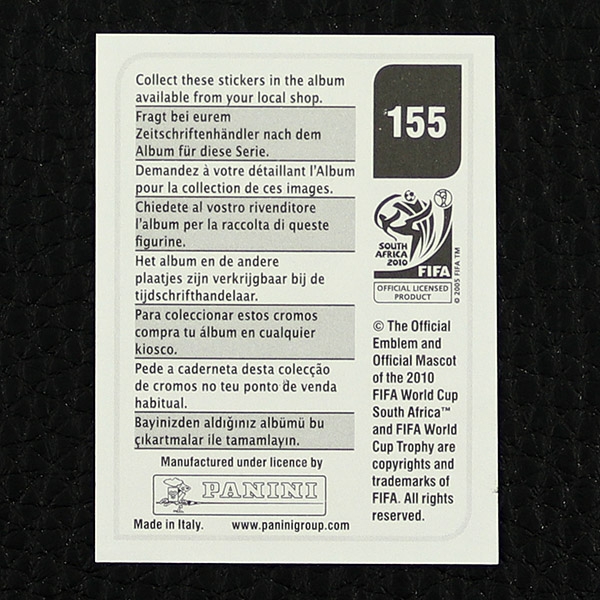 Collect these stickers in the album
available from your local shop.
Fragt bei eurem
Zeitschriftenhändler nach dem
Album für diese Serie.
Demandez à votre détaillant l'Album
pour la collection de ces images.
Chiedete al vostro rivenditore
l'album per la raccolta di queste
figurine.
Het album en de andere
plaatjes zijn verkrijgbaar bij de
tijdschrifthandelaar.
Para coleccionar estos cromos
compra tu álbum en cualquier
kiosco.
Pede a caderneta desta colecção
de cromos no teu ponto de venda
habitual.
Bayinizden aldığınız albümü bu
çıkartmalar ile tamamlayın.
Manufactured under licence by
PANINI
Made in Italy. www.paninigroup.com
155
SOUTH
AFRICA
2010
FIFA
OFFICIAL LICENSED
PRODUCT
© 2005 FIFA TM
© The Official
Emblem and
Official Mascot
of the 2010
FIFA World Cup
South Africa™
and FIFA World
Cup Trophy are
copyrights and
trademarks of
FIFA. All rights
reserved.